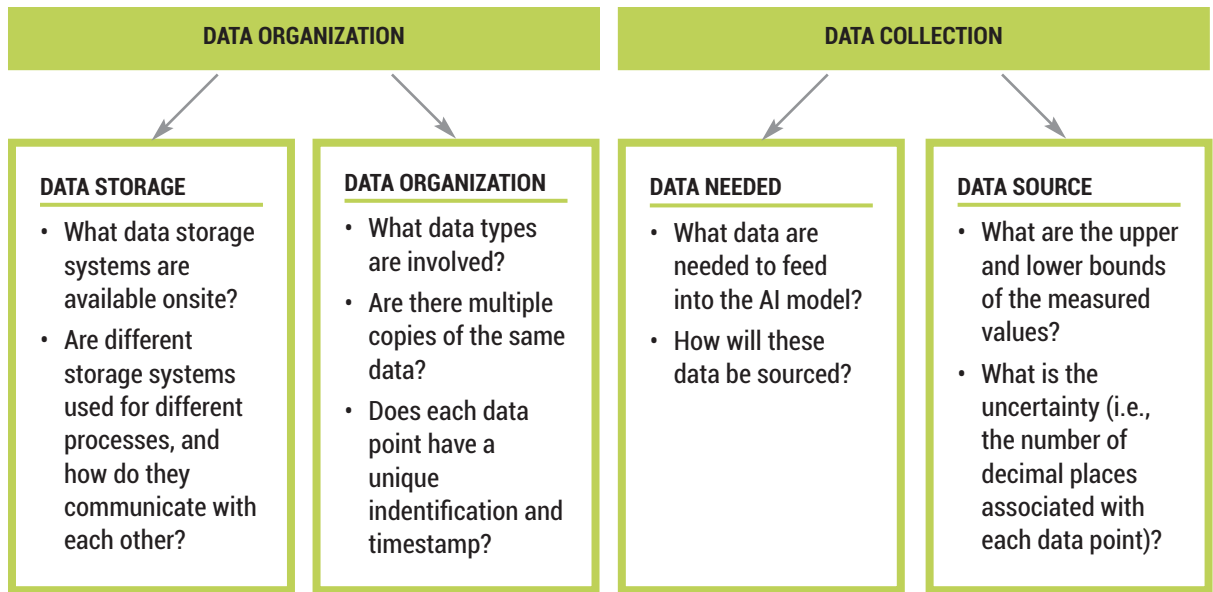 DATA ORGANIZATION
DATA STORAGE
• What data storage
systems are
available onsite?
• Are different
storage systems
used for different
processes, and
how do they
communicate with
each other?
DATA ORGANIZATION
• What data types
are involved?
• Are there multiple
copies of the same
data?
• Does each data
point have a
unique
indentification and
timestamp?
DATA COLLECTION
DATA NEEDED
• What data are
needed to feed
into the AI model?
• How will these
data be sourced?
DATA SOURCE
• What are the upper
and lower bounds
of the measured
values?
• What is the
uncertainty (i.e.,
the number of
decimal places
associated with
each data point)?